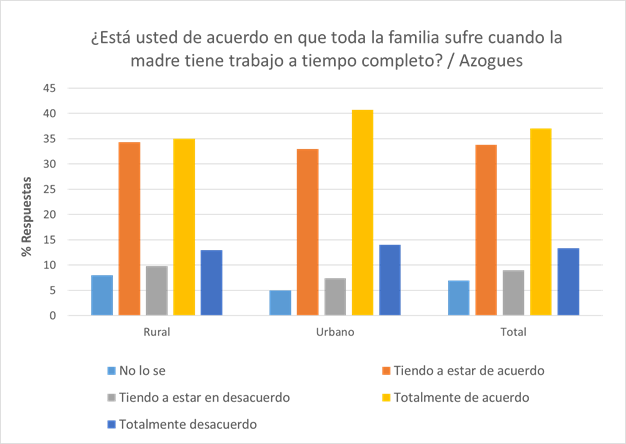 ¿Está usted de acuerdo en que toda la familia sufre cuando la
madre tiene trabajo a tiempo completo? / Azogues
% Respuestas
45
40
35
30
25
20
15
10
5
0
Rural
Urbano
Total
No lo se
Tiendo a estar de acuerdo
Tiendo a estar en desacuerdo
Totalmente de acuerdo
Totalmente desacuerdo